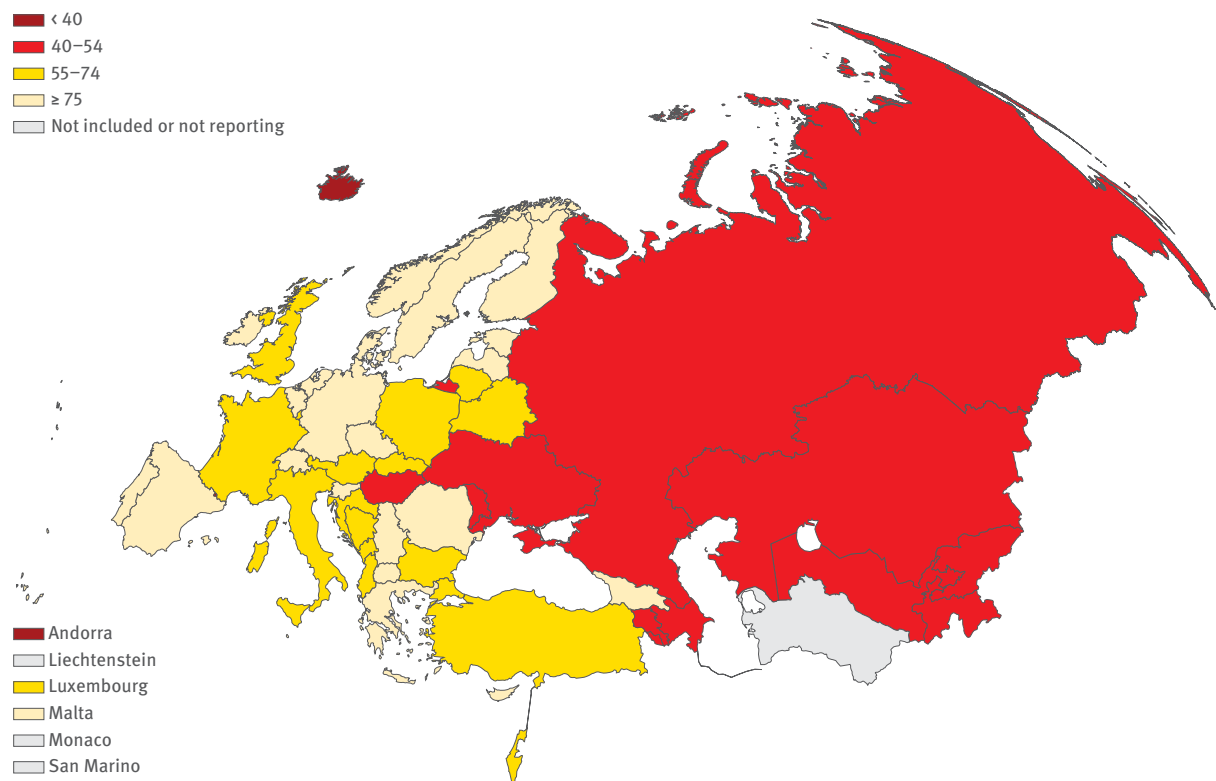 < 40
40–54
55–74
≥ 75
Not included or not reporting
Andorra
Liechtenstein
Luxembourg
Malta
Monaco
San Marino